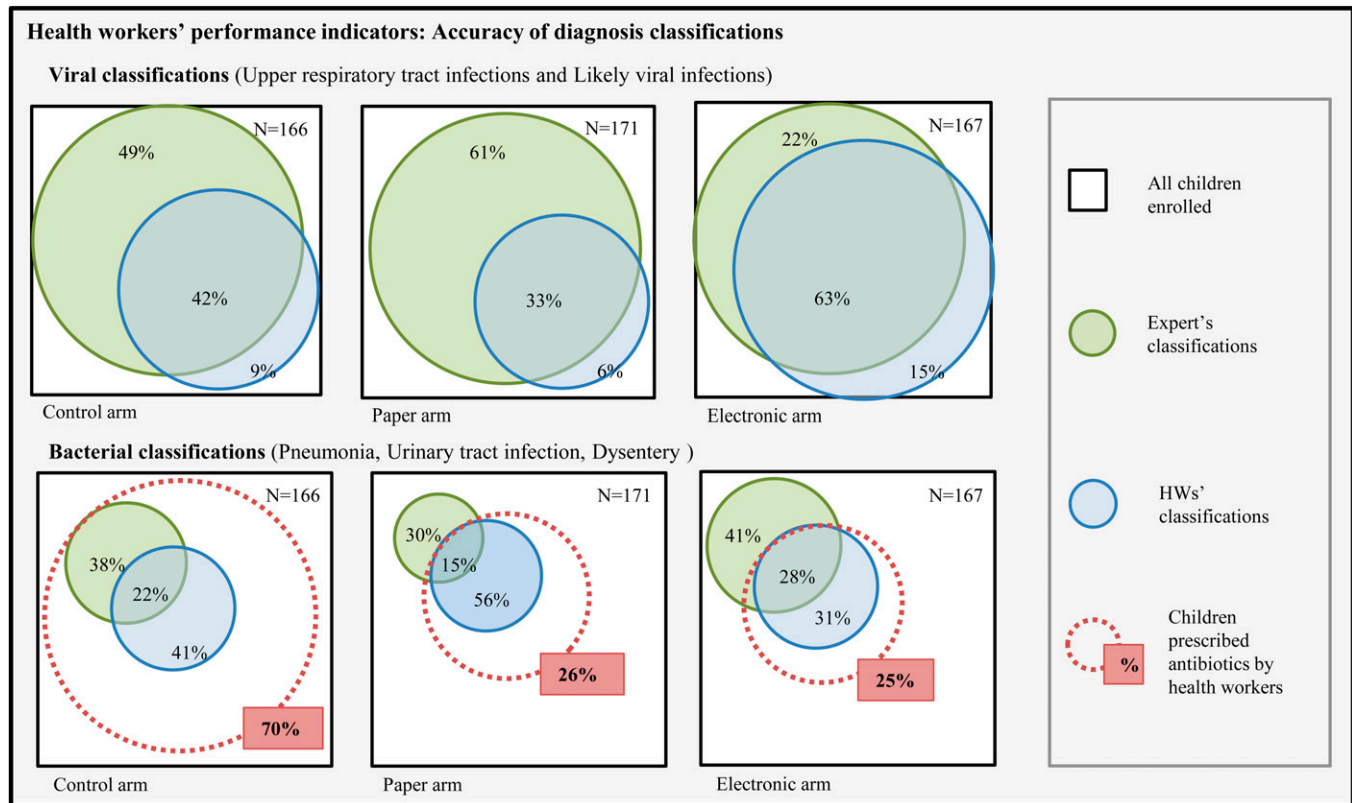 Health workers' performance indicators: Accuracy of diagnosis classifications
Viral classifications (Upper respiratory tract infections and Likely viral infections)
N=166
49%
42%
9%
Control arm
N=171
61%
33%
6%
Paper arm
N=167
22%
63%
15%
Electronic arm
Bacterial classifications (Pneumonia, Urinary tract infection, Dysentery )
N=166
38%
22%
41%
70%
Control arm
N=171
30%
15%
56%
26%
Paper arm
N=167
41%
28%
31%
25%
Electronic arm
All children
enrolled
Expert's
classifications
HWs'
classifications
%
Children
prescribed
antibiotics by
health workers